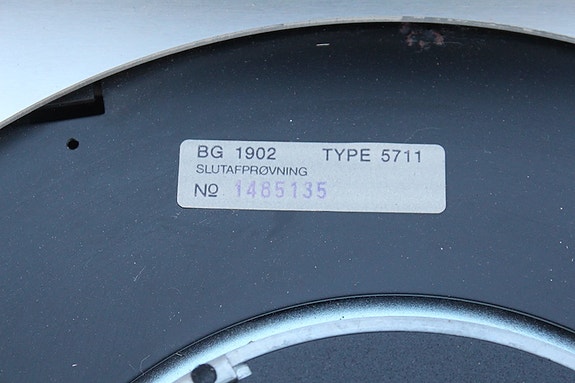 BG 1902 TYPE 5711
SLUTAFPRØVNING
Nº 1485135